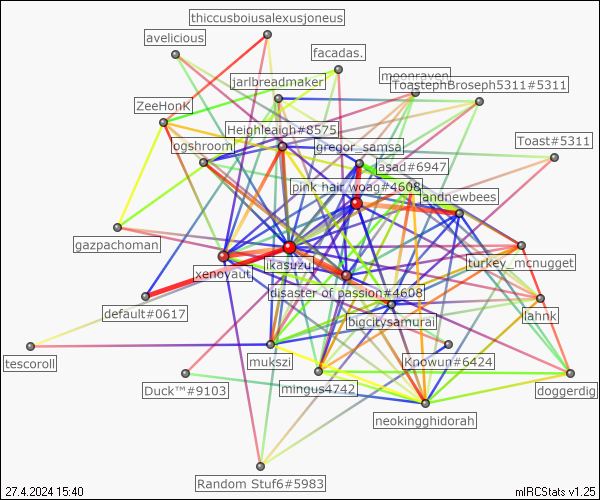 thiccusboiusalexusjoneus
avelicious
facadas.
moonraven
jarlbreadmaker
ToastephBroseph5311#5311
ZeeHonK
Heighleigh#8575
Toast#5311
ogshroom
gregor_samsa
asad#6947
pink hair woag#4608
andnewbees
gazpachoman
turkey_mcnugget
xenoyaut
ikasuzu
disaster of passion#4608
default#0617
bigcitysamurai
lahnk
tescoroll
mukszi
Knowun#6424
Duck™#9103
mingus4742
doggerdig
neokingghidorah
Random Stuf6#5983
27.4.2024 15:40
mIRCStats v1.25